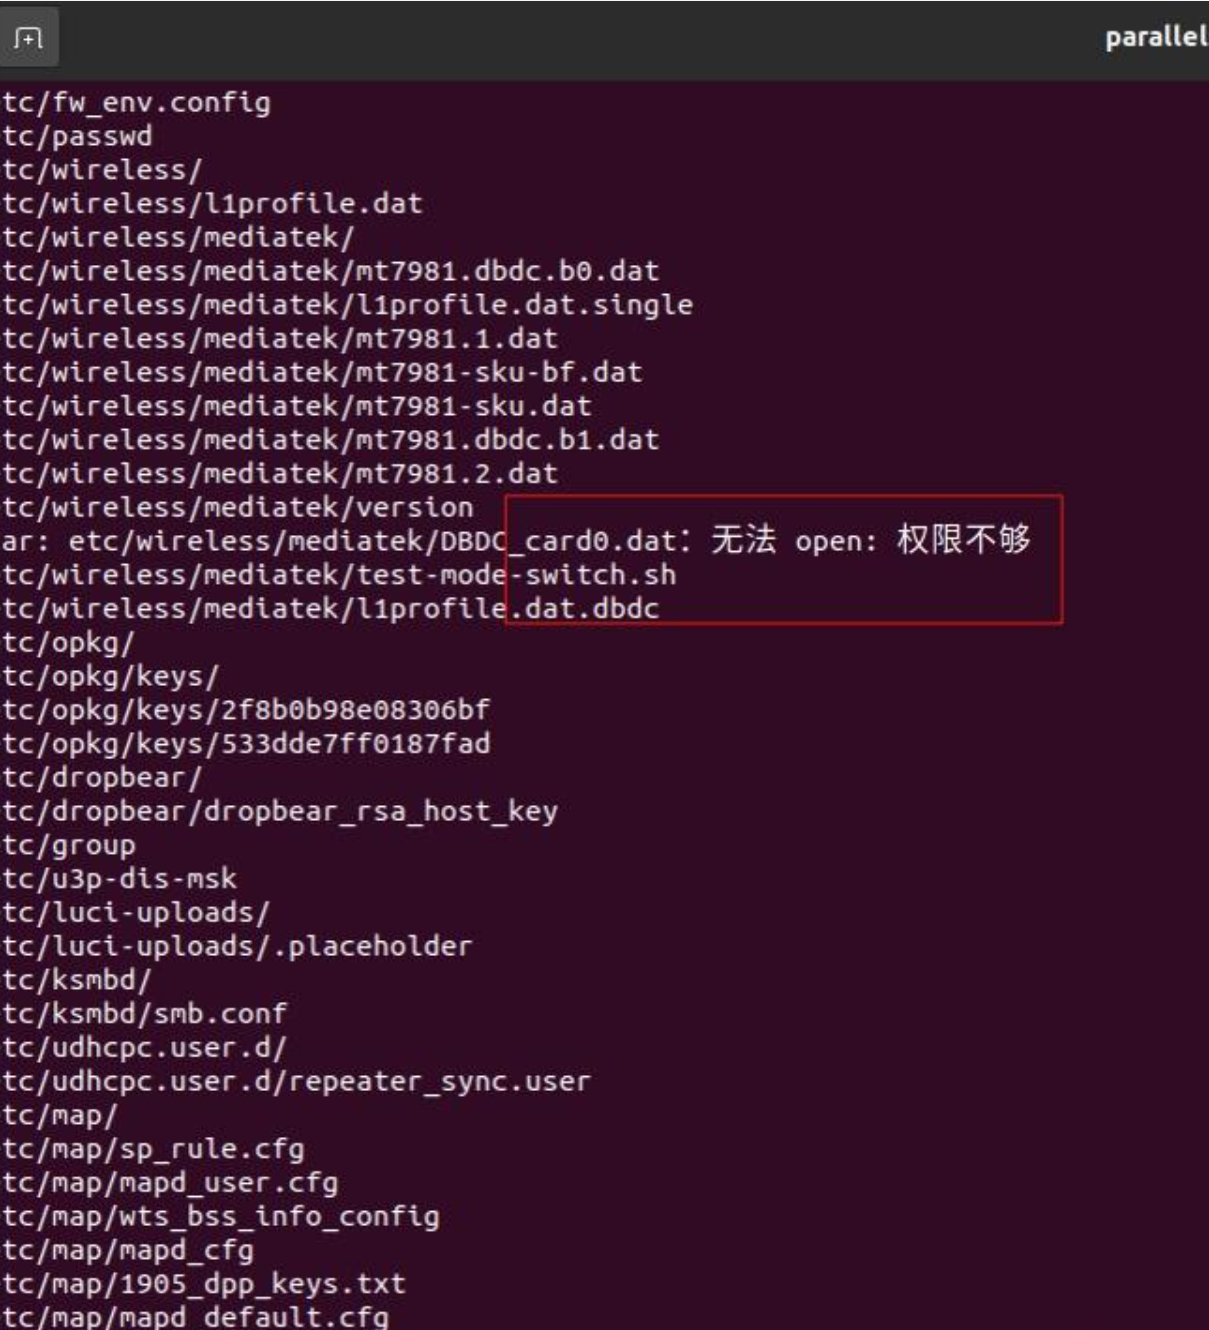 parallel
tc/fw_env.config
tc/passwd
tc/wireless/
tc/wireless/l1profile.dat
tc/wireless/mediatek/
tc/wireless/mediatek/mt7981.dbdc.b0.dat
tc/wireless/mediatek/l1profile.dat.single
tc/wireless/mediatek/mt7981.1.dat
tc/wireless/mediatek/mt7981-sku-bf.dat
tc/wireless/mediatek/mt7981-sku.dat
tc/wireless/mediatek/mt7981.dbdc.b1.dat
tc/wireless/mediatek/mt7981.2.dat
tc/wireless/mediatek/version
ar: etc/wireless/mediatek/DBDC_card0.dat：无法 open: 权限不够
tc/wireless/mediatek/test-mode-switch.sh
tc/wireless/mediatek/l1profile.dat.dbdc
tc/opkg/
tc/opkg/keys/
tc/opkg/keys/2f8b0b98e08306bf
tc/opkg/keys/533dde7ff0187fad
tc/dropbear/
tc/dropbear/dropbear_rsa_host_key
tc/group
tc/u3p-dis-msk
tc/luci-uploads/
tc/luci-uploads/.placeholder
tc/ksmbd/
tc/ksmbd/smb.conf
tc/udhcpc.user.d/
tc/udhcpc.user.d/repeater_sync.user
tc/map/
tc/map/sp_rule.cfg
tc/map/mapd_user.cfg
tc/map/wts_bss_info_config
tc/map/mapd_cfg
tc/map/1905_dpp_keys.txt
tc/map/mapd_default.cfg